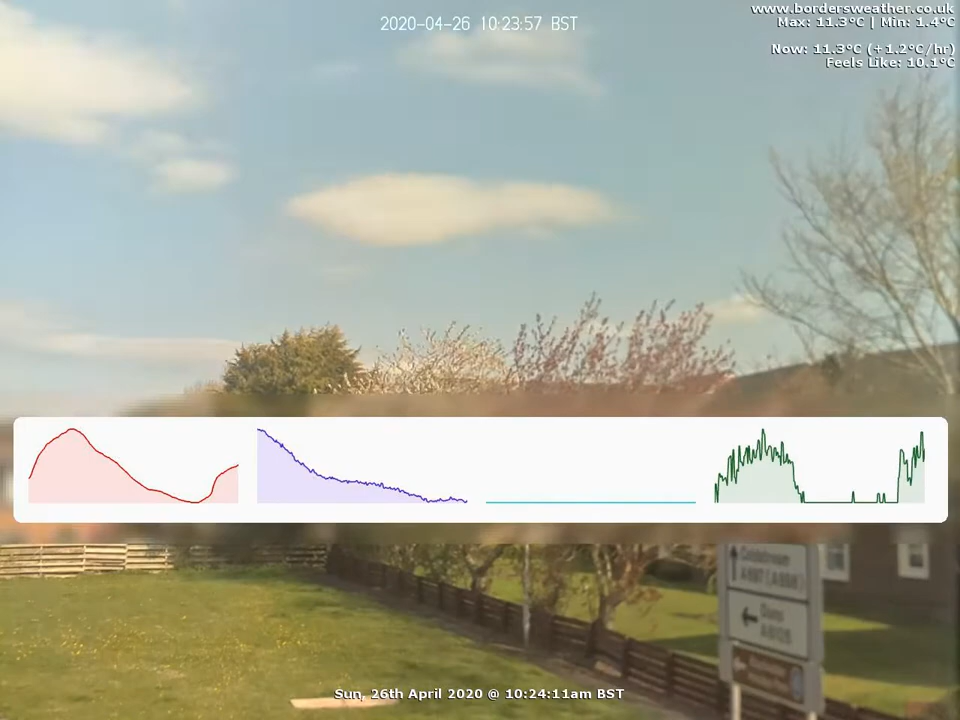 2020-04-26 10:23:57 BST
www.bordersweather.co.uk
Max: 11.3°C | Min: 1.4°C
Now: 11.3°C (+1.2°C/hr)
Feels Like: 10.1°C
Coldstream
A697 (A698)
Duns
A6105
Sun, 26th April 2020 @ 10:24:11am BST